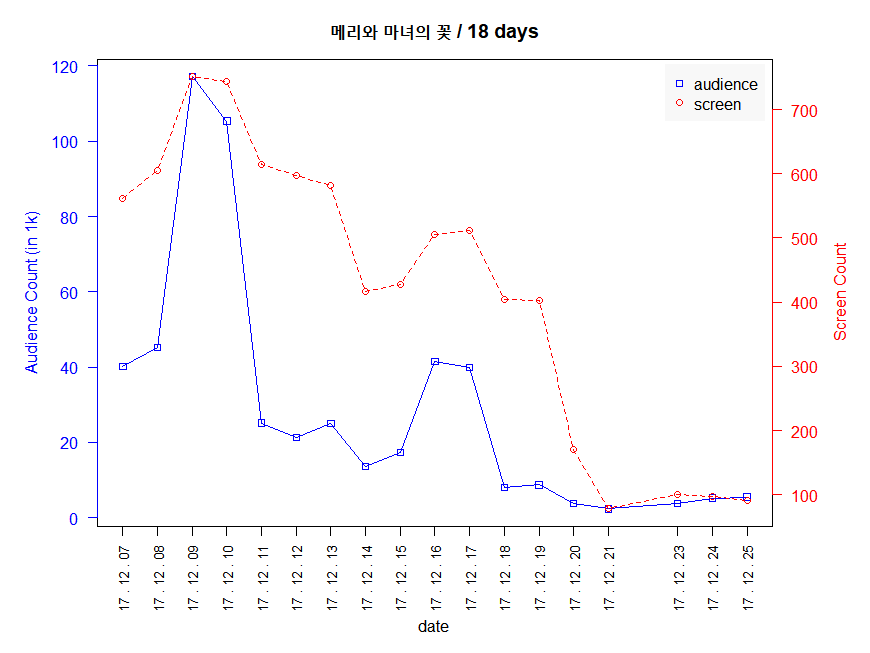 메리와 마녀의 꽃 / 18 days
audience
screen
Audience Count (in 1k)
120
100
80
60
40
20
0
700
600
500
400
300
200
100
Screen Count
17 . 12 . 07
17 . 12 . 08
17 . 12 . 09
17 . 12 . 10
17 . 12 . 11
17 . 12 . 12
17 . 12 . 13
17 . 12 . 14
17 . 12 . 15
17 . 12 . 16
17 . 12 . 17
17 . 12 . 18
17 . 12 . 19
17 . 12 . 20
17 . 12 . 21
17 . 12 . 23
17 . 12 . 24
17 . 12 . 25
date